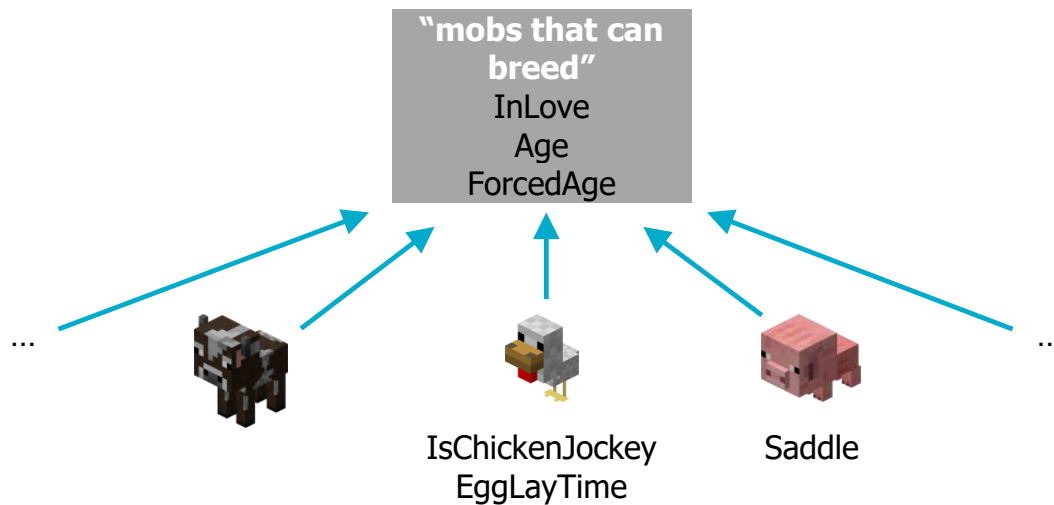 “mobs that can
breed”
InLove
Age
ForcedAge
...
..
IsChickenJockey
EggLayTime
Saddle